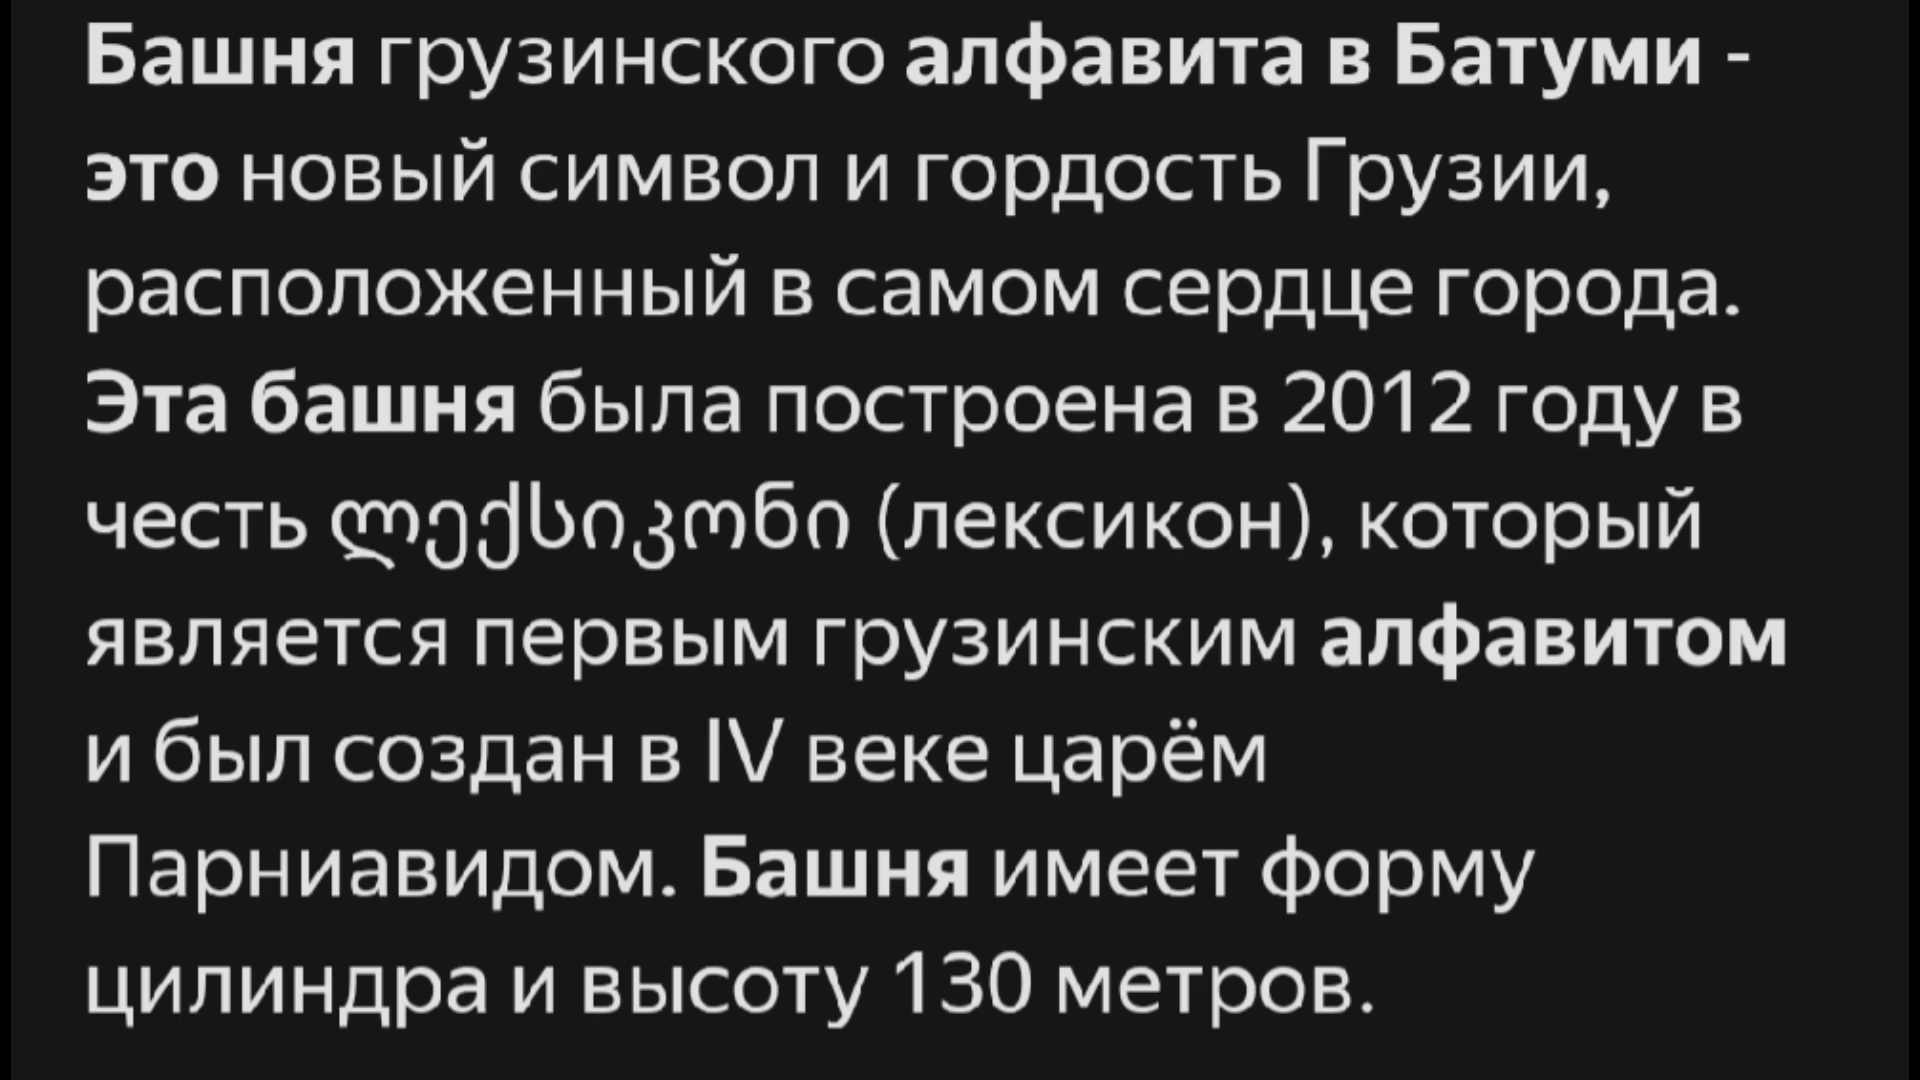 Башня грузинского алфавита в Батуми -
это новый символ и гордость Грузии,
расположенный в самом сердце города.
Эта башня была построена в 2012 году в
честь ლექსიკონი (лексикон), который
является первым грузинским алфавитом
и был создан в IV веке царём
Парниавидом. Башня имеет форму
цилиндра и высоту 130 метров.